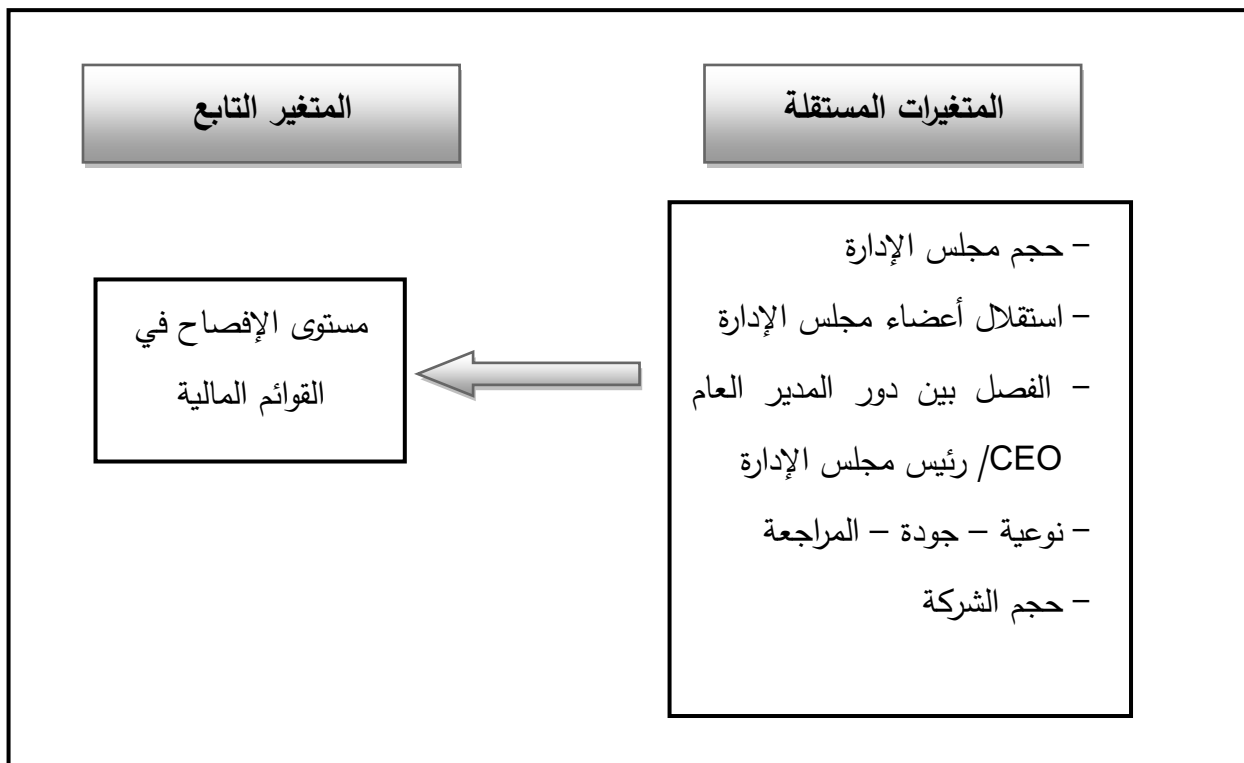 المتغيرات المستقلة
- حجم مجلس الإدارة
- استقلال أعضاء مجلس الإدارة
- الفصل بين دور المدير العام
CEO/ رئيس مجلس الإدارة
- نوعية – جودة – المراجعة
- حجم الشركة
المتغير التابع
مستوى الإفصاح في
القوائم المالية